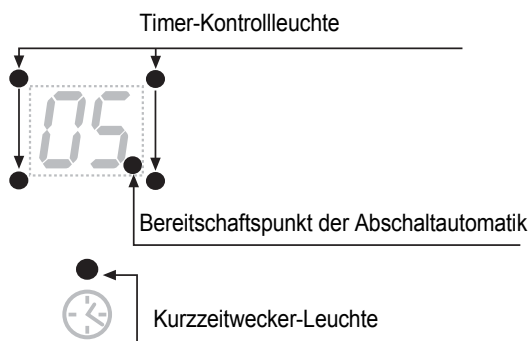 Timer-Kontrollleuchte
05.
Bereitschaftspunkt der Abschaltautomatik
Kurzzeitwecker-Leuchte